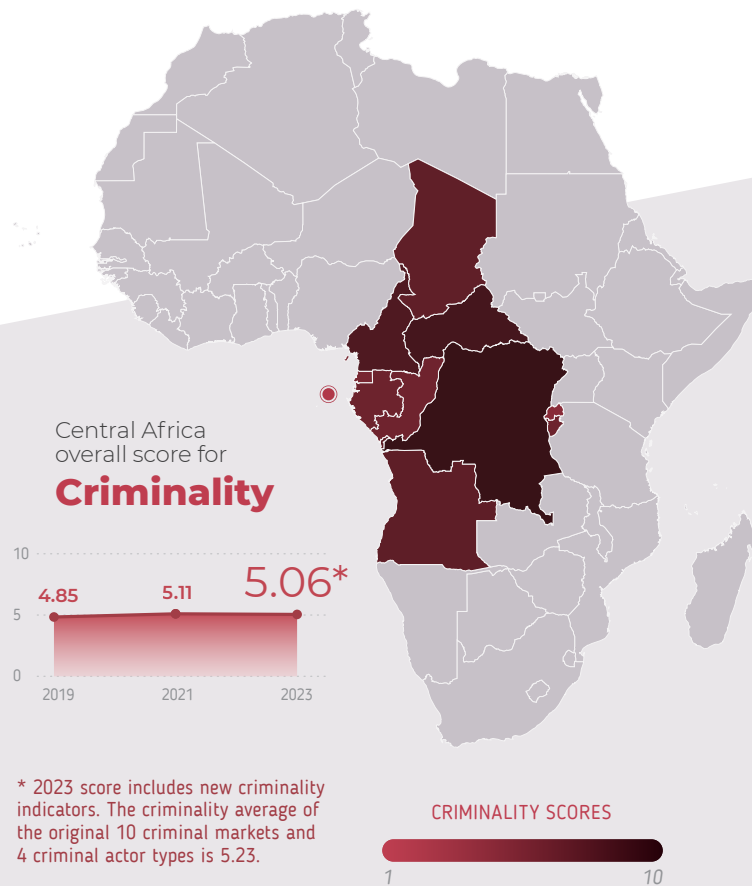 Central Africa
overall score for
Criminality
10
5
0
4.85
5.11
5.06*
2019
2021
2023
* 2023 score includes new criminality
indicators. The criminality average of
the original 10 criminal markets and
4 criminal actor types is 5.23.
CRIMINALITY SCORES
1
10